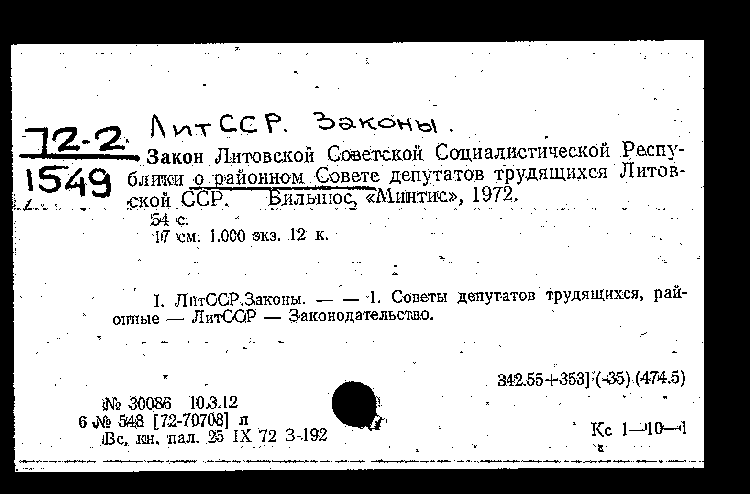 ЛитССР. Законы.
72-2
1549
Закон Литовской Советской Социалистической Респу-
блики о районном Совете депутатов трудящихся Литов-
ской ССР. Вильнюс, «Минтис», 1972.
54 с.
17 см. 1.000 экз. 12 к.
I. ЛитССР.Законы. — — 1. Советы депутатов трудящихся, рай-
онные — ЛитССР — Законодательство.
342.55+353] (-35) (474.5)
№ 30086 10.3.12
6 № 548 [72-70708] л
Вс. кн. пал. 25 IX 72 З-192
Кс 1—10—1